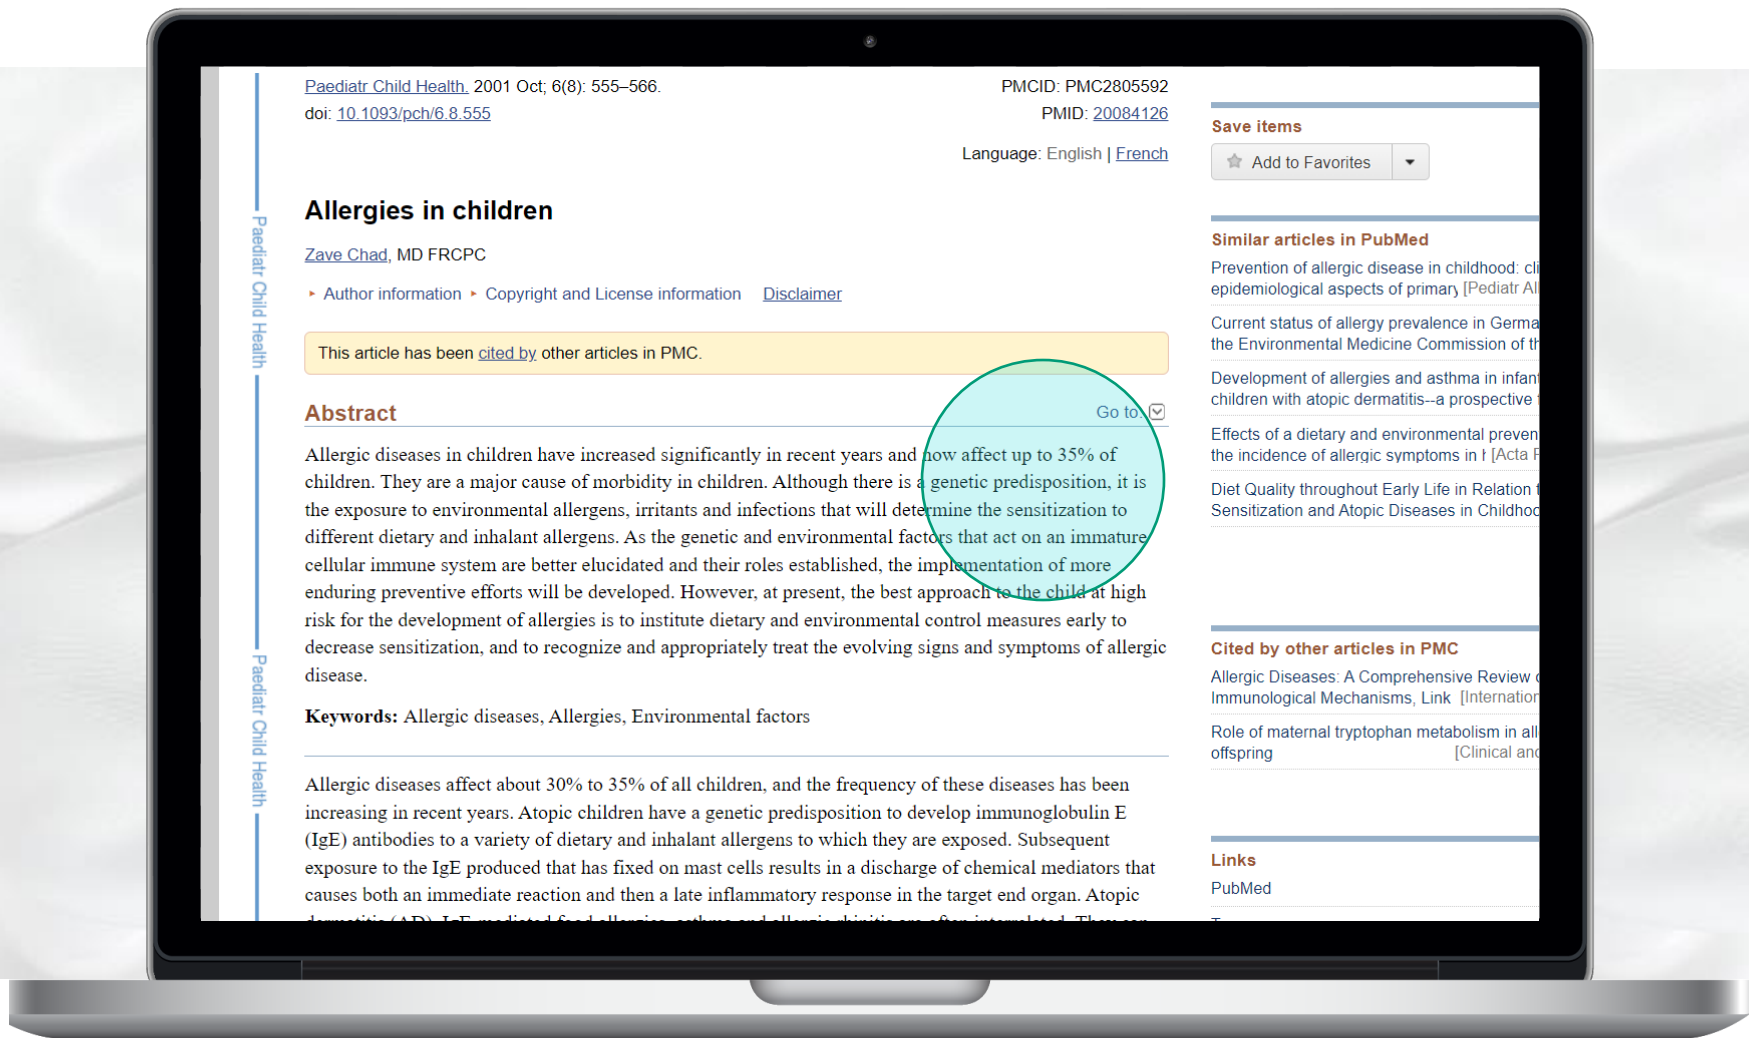 Paediatr Child Health. 2001 Oct; 6(8): 555–566.
doi: 10.1093/pch/6.8.555
PMCID: PMC2805592
PMID: 20084126
Language: English | French
Allergies in children
Zave Chad, MD FRCPC
Author information
Copyright and License information
Disclaimer
This article has been cited by other articles in PMC.
Abstract
Go to:
Allergic diseases in children have increased significantly in recent years and now affect up to 35% of
children. They are a major cause of morbidity in children. Although there is a genetic predisposition, it is
the exposure to environmental allergens, irritants and infections that will determine the sensitization to
different dietary and inhalant allergens. As the genetic and environmental factors that act on an immature
cellular immune system are better elucidated and their roles established, the implementation of more
enduring preventive efforts will be developed. However, at present, the best approach to the child at high
risk for the development of allergies is to institute dietary and environmental control measures early to
decrease sensitization, and to recognize and appropriately treat the evolving signs and symptoms of allergic
disease.
Keywords: Allergic diseases, Allergies, Environmental factors
Allergic diseases affect about 30% to 35% of all children, and the frequency of these diseases has been
increasing in recent years. Atopic children have a genetic predisposition to develop immunoglobulin E
(IgE) antibodies to a variety of dietary and inhalant allergens to which they are exposed. Subsequent
exposure to the IgE produced that has fixed on mast cells results in a discharge of chemical mediators that
causes both an immediate reaction and then a late inflammatory response in the target end organ. Atopic
Paediatr Child Health
Paediatr Child Health
Save items
Add to Favorites
Similar articles in PubMed
Prevention of allergic disease in childhood: cli
epidemiological aspects of primary [Pediatr All
Current status of allergy prevalence in Germa
the Environmental Medicine Commission of th
Development of allergies and asthma in infant
children with atopic dermatitis--a prospective
Effects of a dietary and environmental preven
the incidence of allergic symptoms in [Acta
Diet Quality throughout Early Life in Relation t
Sensitization and Atopic Diseases in Childhoo
Cited by other articles in PMC
Allergic Diseases: A Comprehensive Review
Immunological Mechanisms, Link [Internation
Role of maternal tryptophan metabolism in all
offspring [Clinical and
Links
PubMed